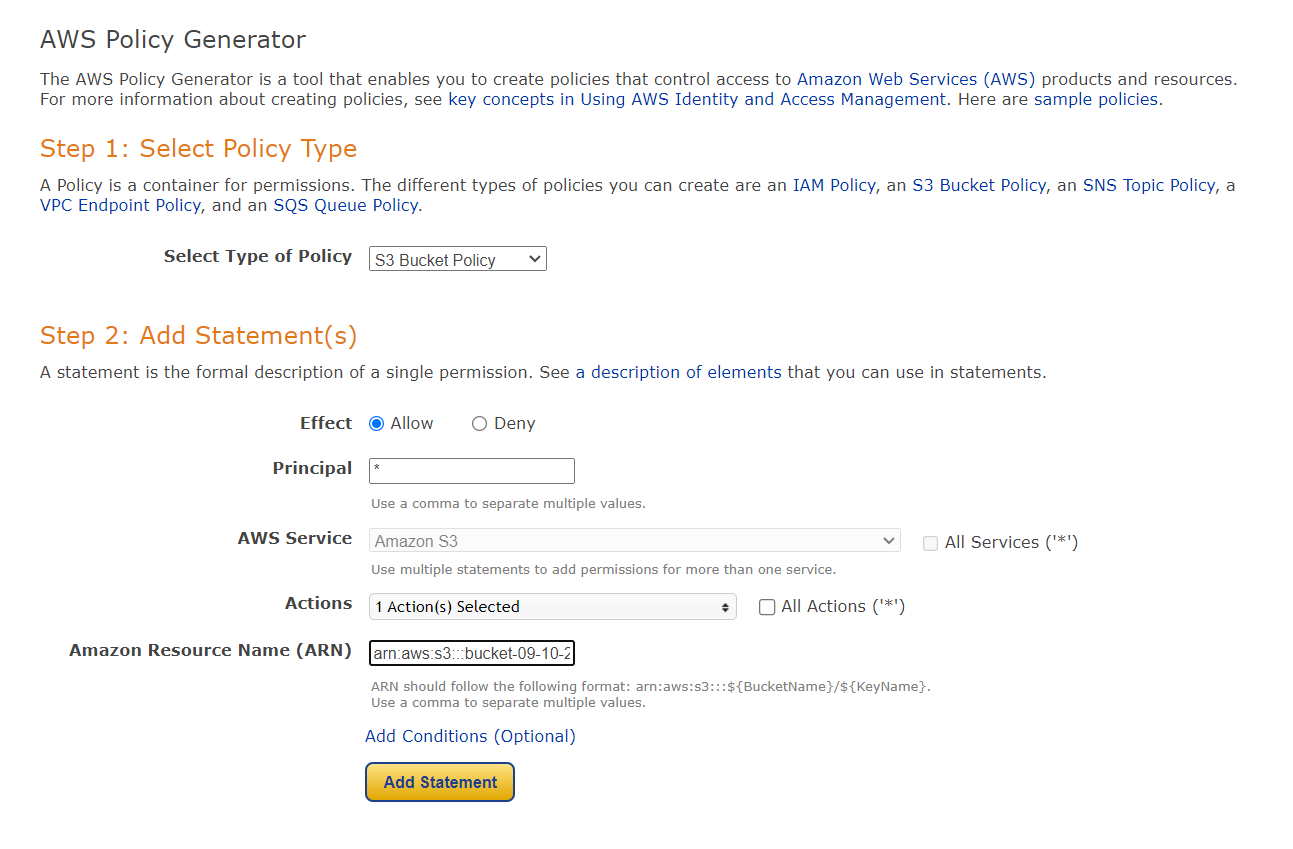 AWS Policy Generator
The AWS Policy Generator is a tool that enables you to create policies that control access to Amazon Web Services (AWS) products and resources.
For more information about creating policies, see key concepts in Using AWS Identity and Access Management. Here are sample policies.
Step 1: Select Policy Type
A Policy is a container for permissions. The different types of policies you can create are an IAM Policy, an S3 Bucket Policy, an SNS Topic Policy, a
VPC Endpoint Policy, and an SQS Queue Policy.
Select Type of Policy S3 Bucket Policy
Step 2: Add Statement(s)
A statement is the formal description of a single permission. See a description of elements that you can use in statements.
Effect Allow Deny
Principal *
Use a comma to separate multiple values.
AWS Service Amazon S3 All Services ('*')
Use multiple statements to add permissions for more than one service.
Actions 1 Action(s) Selected All Actions ('*')
Amazon Resource Name (ARN) arn:aws:s3:::bucket-09-10-2
ARN should follow the following format: arn:aws:s3:::${BucketName}/${KeyName}.
Use a comma to separate multiple values.
Add Conditions (Optional)
Add Statement